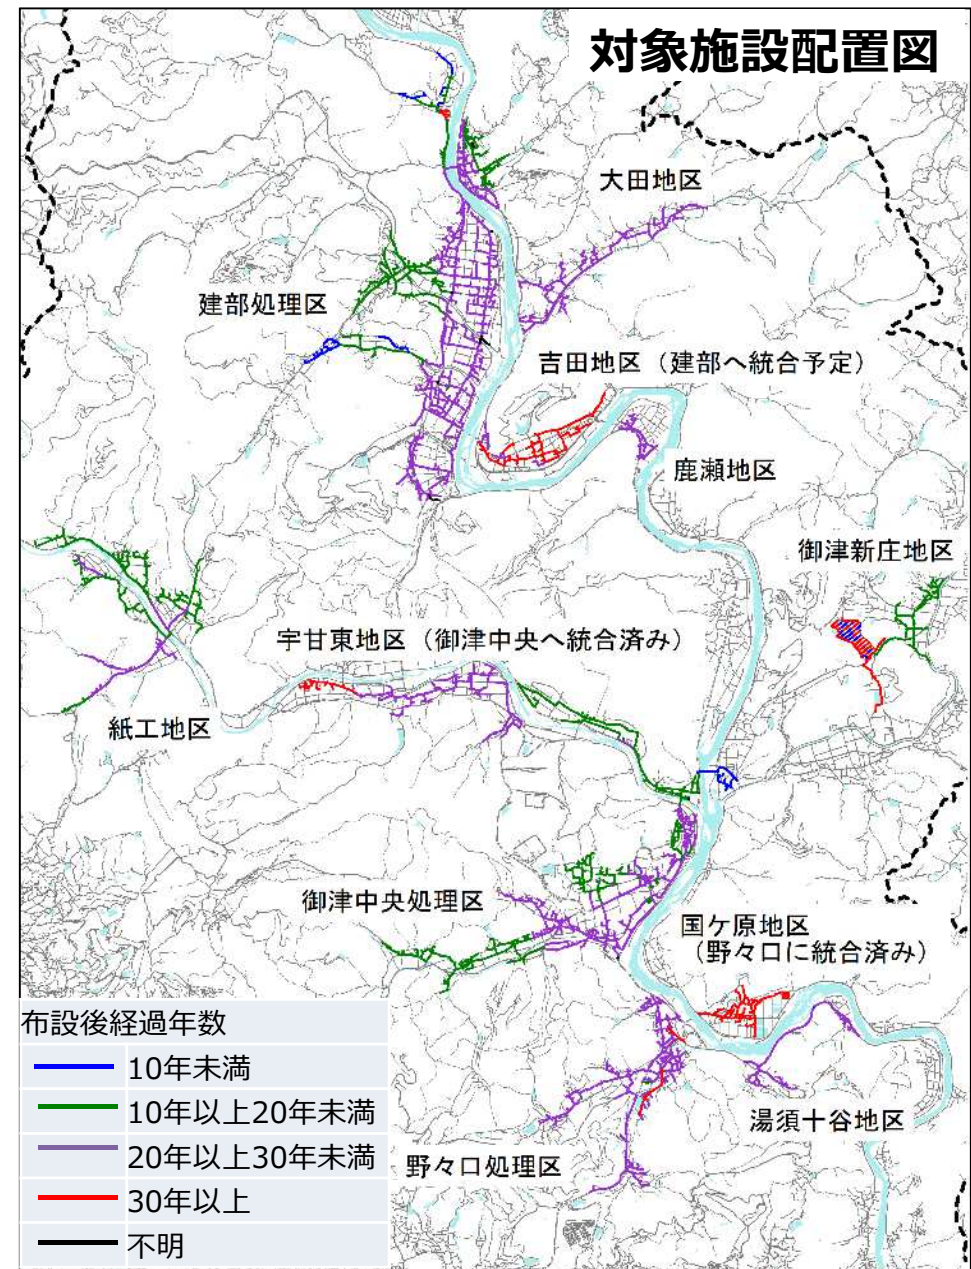 対象施設配置図
大田地区
建部処理区
吉田地区（建部へ統合予定）
鹿瀬地区
御津新庄地区
宇甘東地区（御津中央へ統合済み）
紙工地区
御津中央処理区
国ケ原地区
（野々口に統合済み）
湯須十谷地区
野々口処理区
布設後経過年数
10年未満
10年以上20年未満
20年以上30年未満
30年以上
不明